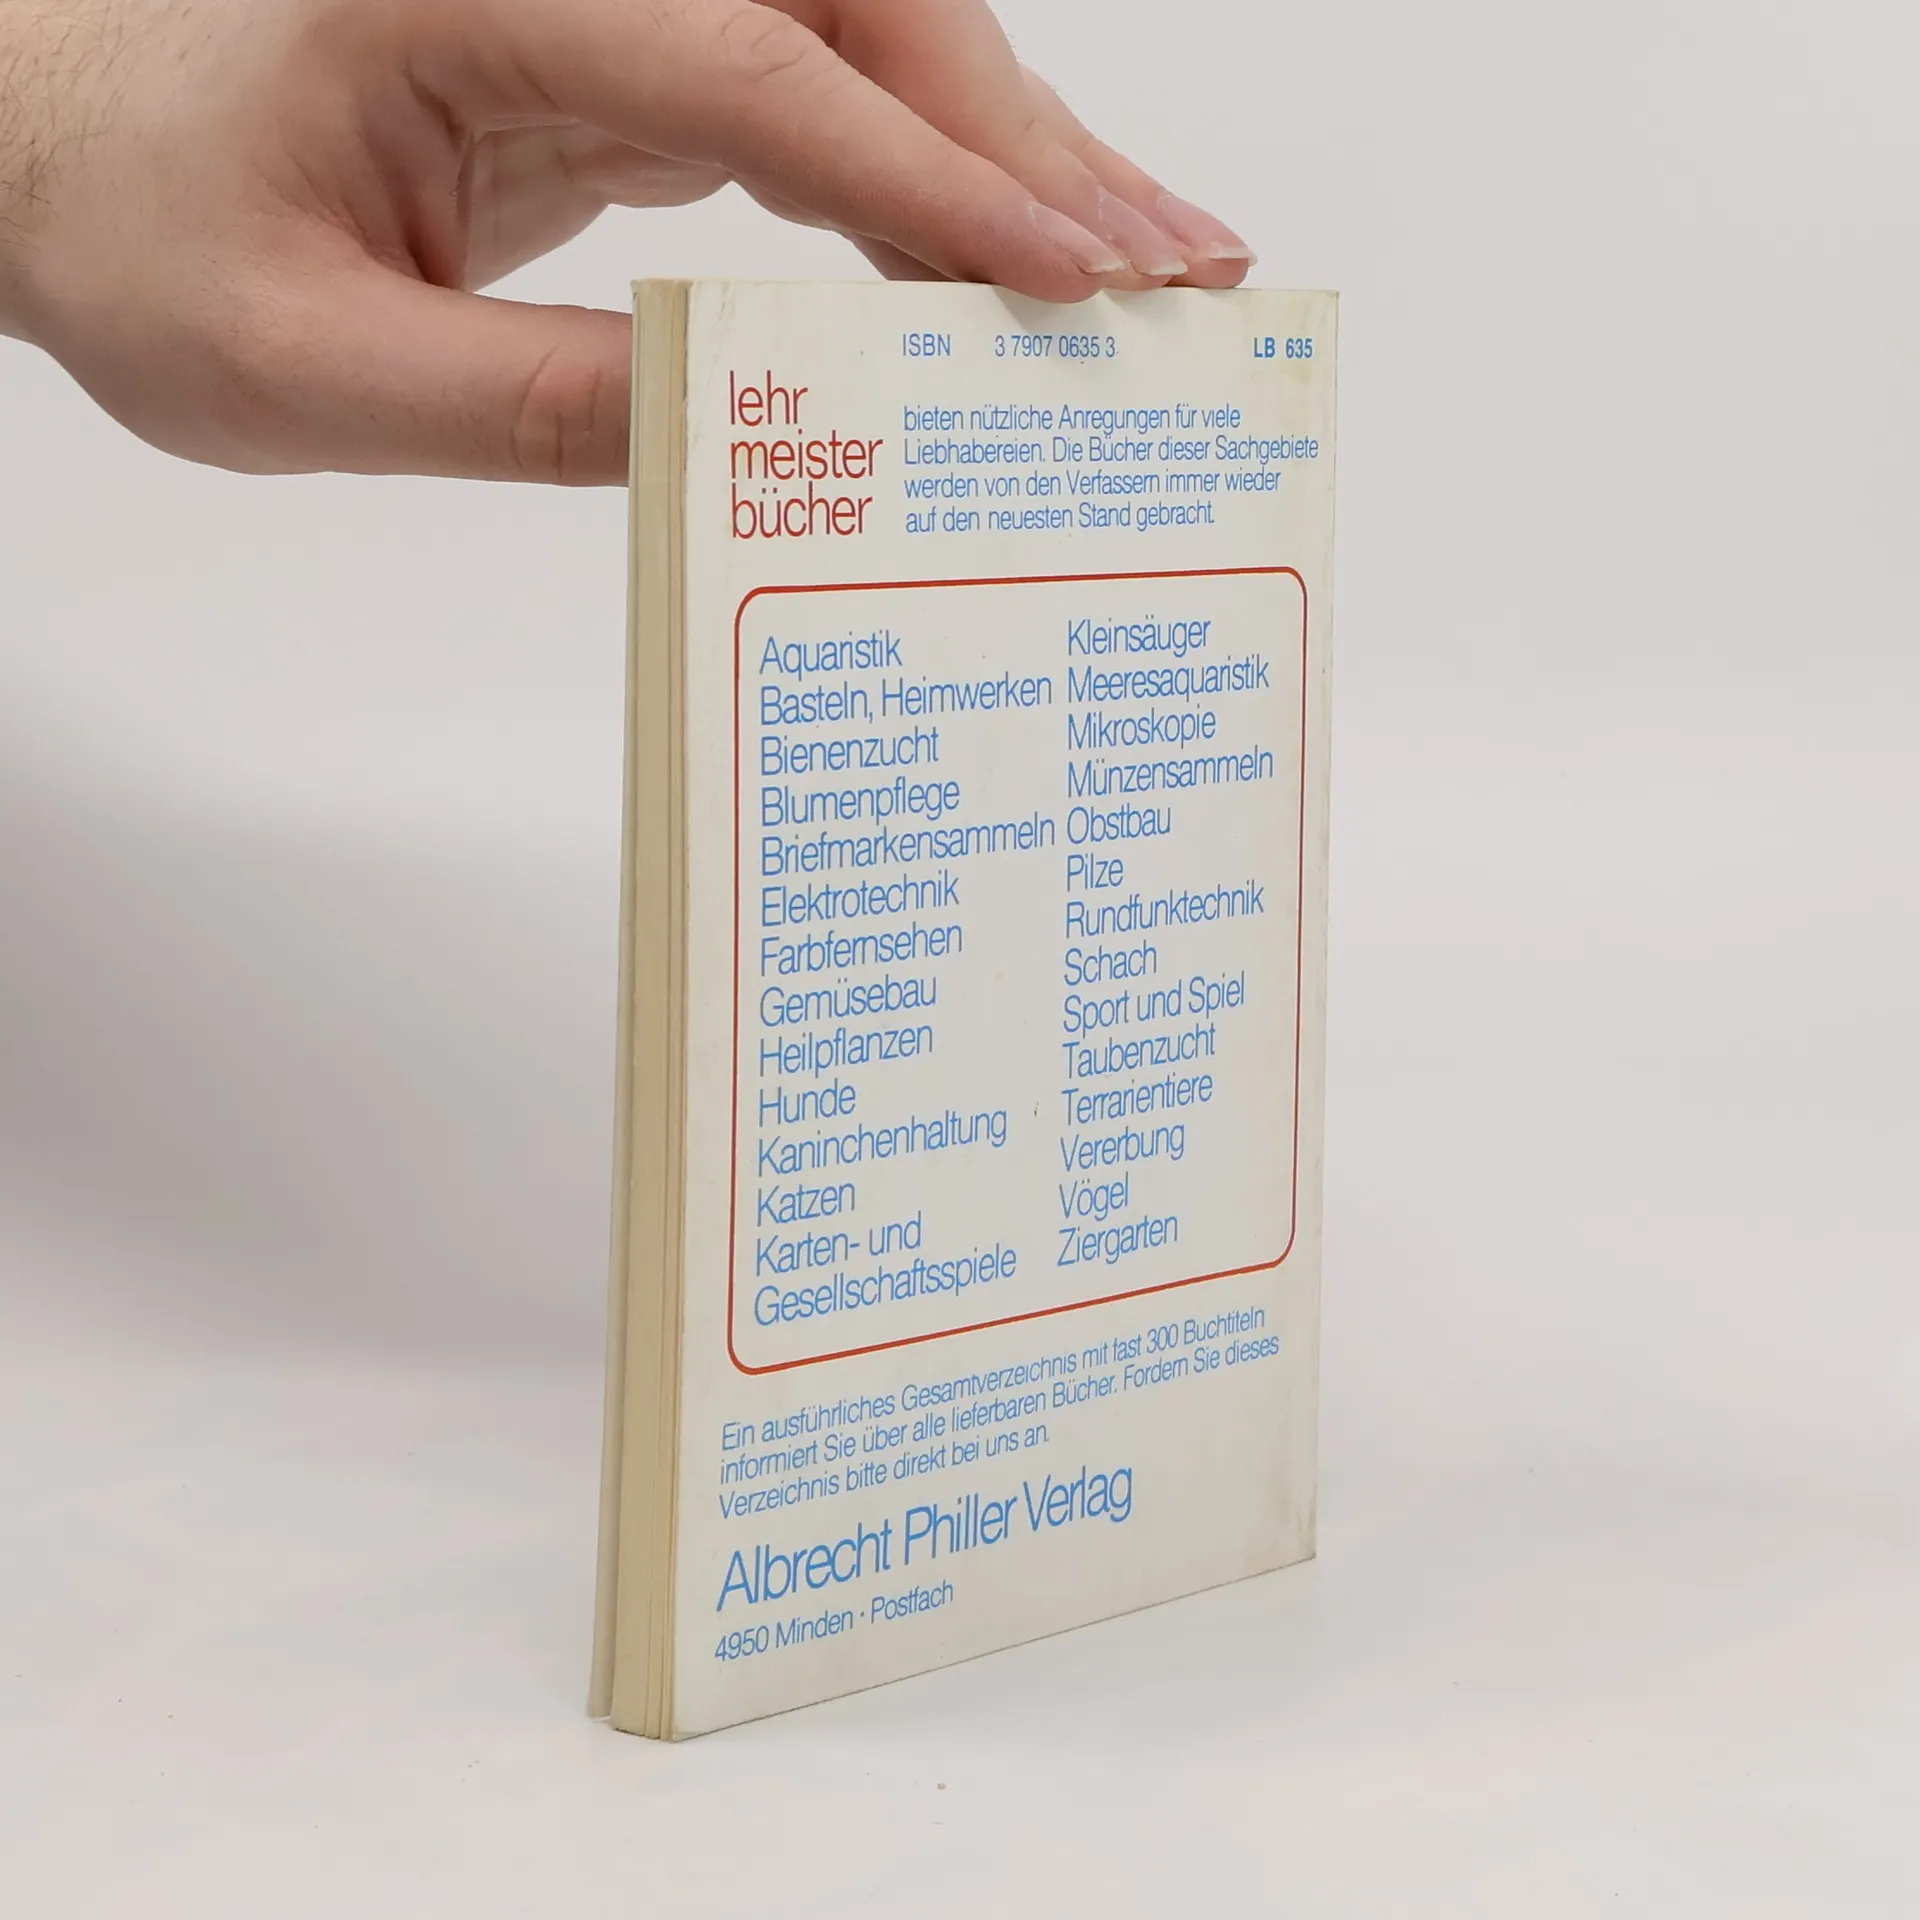 ISBN 3 7907 0635 3 LB 635
lehr
meister
bücher
bieten nützliche Anregungen für viele
Liebhabereien. Die Bücher dieser Sachgebiete
werden von den Verfassern immer wieder
auf den neuesten Stand gebracht.
Aquaristik
Basteln, Heimwerken
Bienenzucht
Blumenpflege
Briefmarkensammeln
Elektrotechnik
Farbfernsehen
Gemüsebau
Heilpflanzen
Hunde
Kaninchenhaltung
Katzen
Karten- und
Gesellschaftsspiele
Kleinsäuger
Meeresaquaristik
Mikroskopie
Münzensammeln
Obstbau
Pilze
Rundfunktechnik
Schach
Sport und Spiel
Taubenzucht
Terrarientiere
Vererbung
Vögel
Ziergarten
Ein ausführliches Gesamtverzeichnis mit fast 300 Buchtiteln
informiert Sie über alle lieferbaren Bücher. Fordern Sie dieses
Verzeichnis bitte direkt bei uns an.
Albrecht Philler Verlag
4950 Minden · Postfach